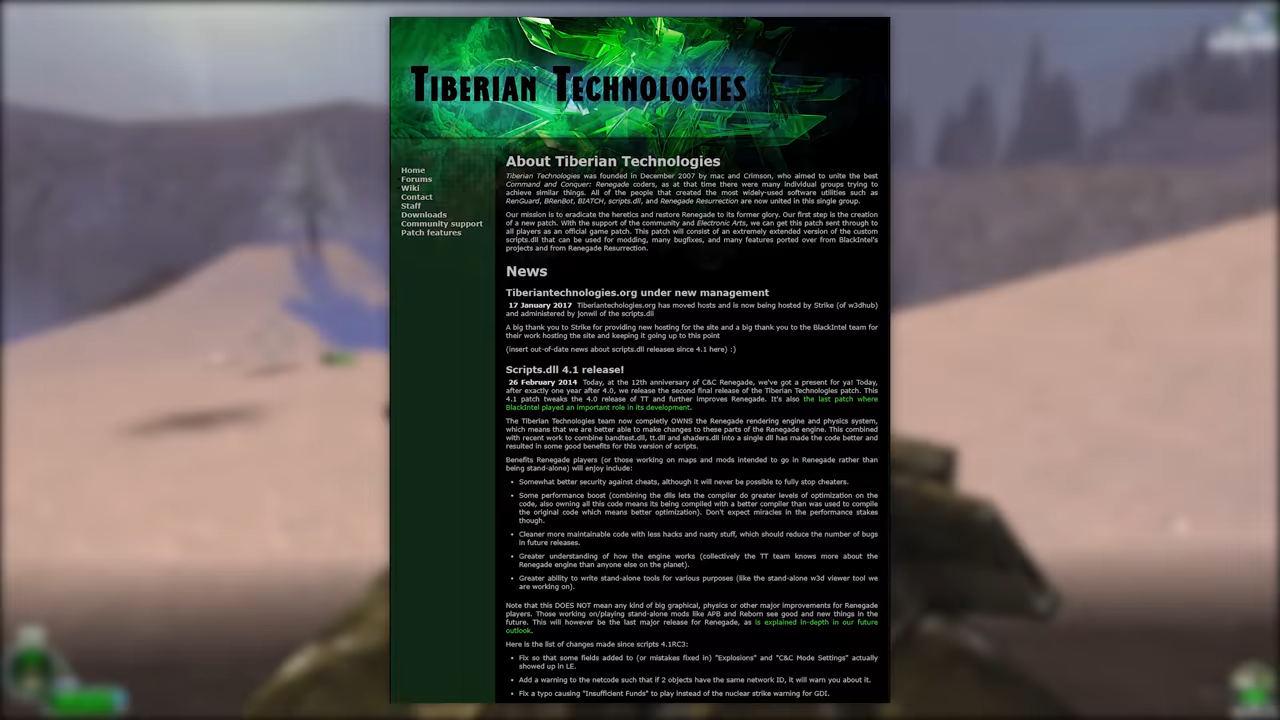 Tiberian Technologies
Home
Forums
Wiki
Contact
Staff
Downloads
Community support
Patch features
About Tiberian Technologies
Tiberian Technologies was founded in December 2007 by mac and Crimson, who aimed to unite the best
Command and Conquer: Renegade coders, as at that time there were many individual groups trying to
achieve similar things. All of the people that created the most widely-used software utilities such as
RenGuard, BRenBot, BIATCH, scripts.dll, and Renegade Resurrection are now united in this single group.
Our mission is to eradicate the heretics and restore Renegade to its former glory. Our first step is the creation
of a new patch. With the support of the community and Electronic Arts, we can get this patch sent through to
all players as an official game patch. This patch will consist of an extremely extended version of the custom
scripts.dll that can be used for modding, many bugfixes, and many features ported over from BlackIntel's
projects and from Renegade Resurrection.
News
Tiberiantechnologies.org under new management
17 January 2017 Tiberiantechologies.org has moved hosts and is now being hosted by Strike (of w3dhub)
and administered by jonwil of the scripts.dll
A big thank you to Strike for providing new hosting for the site and a big thank you to the BlackIntel team for
their work hosting the site and keeping it going up to this point
(insert out-of-date news about scripts.dll releases since 4.1 here) :)
Scripts.dll 4.1 release!
26 February 2014 Today, at the 12th anniversary of C&C Renegade, we've got a present for ya! Today,
after exactly one year after 4.0, we release the second final release of the Tiberian Technologies patch. This
4.1 patch tweaks the 4.0 release of TT and further improves Renegade. It's also the last patch where
BlackIntel played an important role in its development.
The Tiberian Technologies team now completly OWNS the Renegade rendering engine and physics system,
which means that we are better able to make changes to these parts of the Renegade engine. This combined
with recent work to combine bandtest.dll, tt.dll and shaders.dll into a single dll has made the code better and
resulted in some good benefits for this version of scripts.
Benefits Renegade players (or those working on maps and mods intended to go in Renegade rather than
being stand-alone) will enjoy include:
• Somewhat better security against cheats, although it will never be possible to fully stop cheaters.
• Some performance boost (combining the dlls lets the compiler do greater levels of optimization on the
code, also owning all this code means its being compiled with a better compiler than was used to compile
the original code which means better optimization). Don't expect miracles in the performance stakes
though.
• Cleaner more maintainable code with less hacks and nasty stuff, which should reduce the number of bugs
in future releases.
• Greater understanding of how the engine works (collectively the TT team knows more about the
Renegade engine than anyone else on the planet).
• Greater ability to write stand-alone tools for various purposes (like the stand-alone w3d viewer tool we
are working on).
Note that this DOES NOT mean any kind of big graphical, physics or other major improvements for Renegade
players. Those working on/playing stand-alone mods like APB and Reborn see good and new things in the
future. This will however be the last major release for Renegade, as is explained in-depth in our future
outlook.
Here is the list of changes made since scripts 4.1RC3:
• Fix so that some fields added to (or mistakes fixed in) "Explosions" and "C&C Mode Settings" actually
showed up in LE.
• Add a warning to the netcode such that if 2 objects have the same network ID, it will warn you about it.
• Fix a typo causing "Insufficient Funds" to play instead of the nuclear strike warning for GDI.